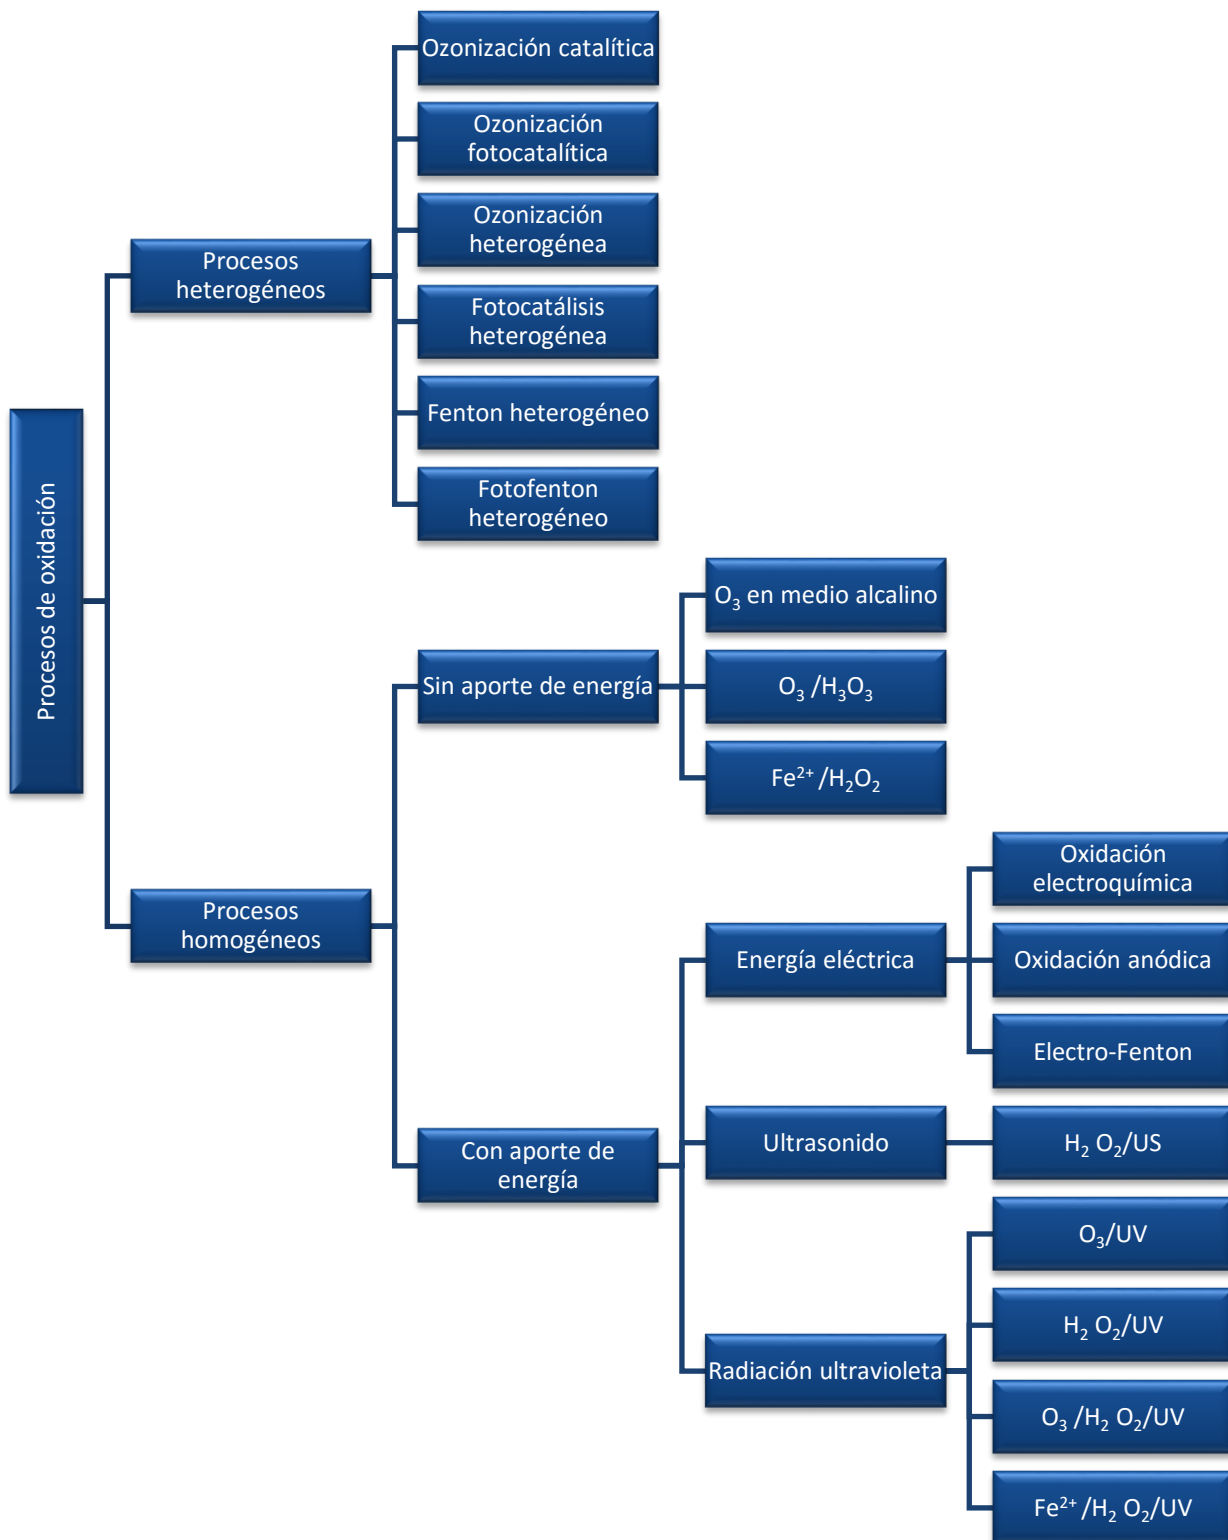 Procesos de oxidación
Procesos
heterogéneos
Ozonización catalítica
Ozonización
fotocatalítica
Ozonización
heterogénea
Fotocatálisis
heterogénea
Fenton heterogéneo
Fotofenton
heterogéneo
Procesos
homogéneos
Sin aporte de energía
O₃ en medio alcalino
O₃ /H₃O₃
Fe²⁺ /H₂O₂
Con aporte de
energía
Energía eléctrica
Oxidación
electroquímica
Oxidación anódica
Electro-Fenton
Ultrasonido
H₂ O₂/US
Radiación ultravioleta
O₃/UV
H₂ O₂/UV
O₃ /H₂ O₂/UV
Fe²⁺ /H₂ O₂/UV